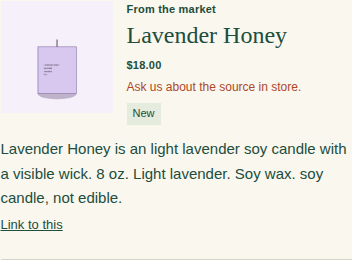 From the market
Lavender Honey
$18.00
Ask us about the source in store.
New
Lavender Honey is an light lavender soy candle with
a visible wick. 8 oz. Light lavender. Soy wax. soy
candle, not edible.
Link to this